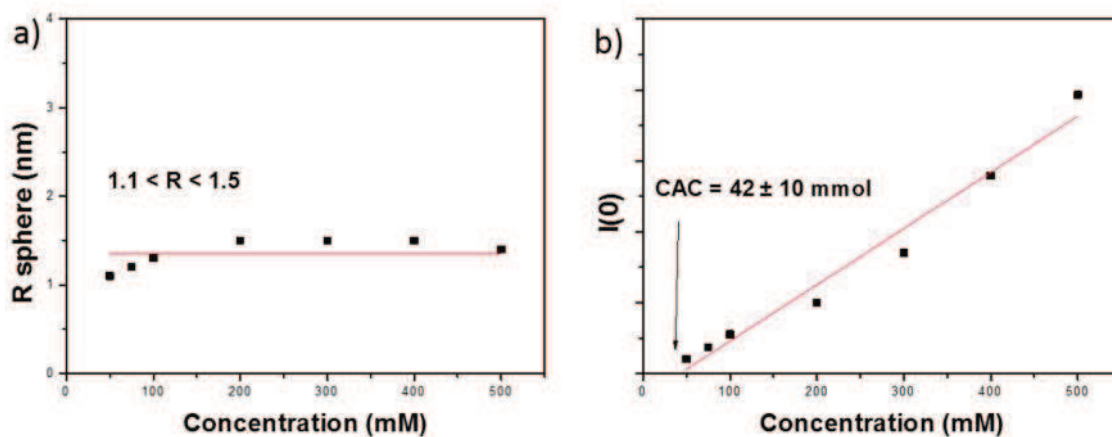 a)
R sphere (nm)
4
3
2
1
0
1.1 < R < 1.5
0 100 200 300 400 500
Concentration (mM)
b)
I(0)
CAC = 42 ± 10 mmol
0 100 200 300 400 500
Concentration (mM)